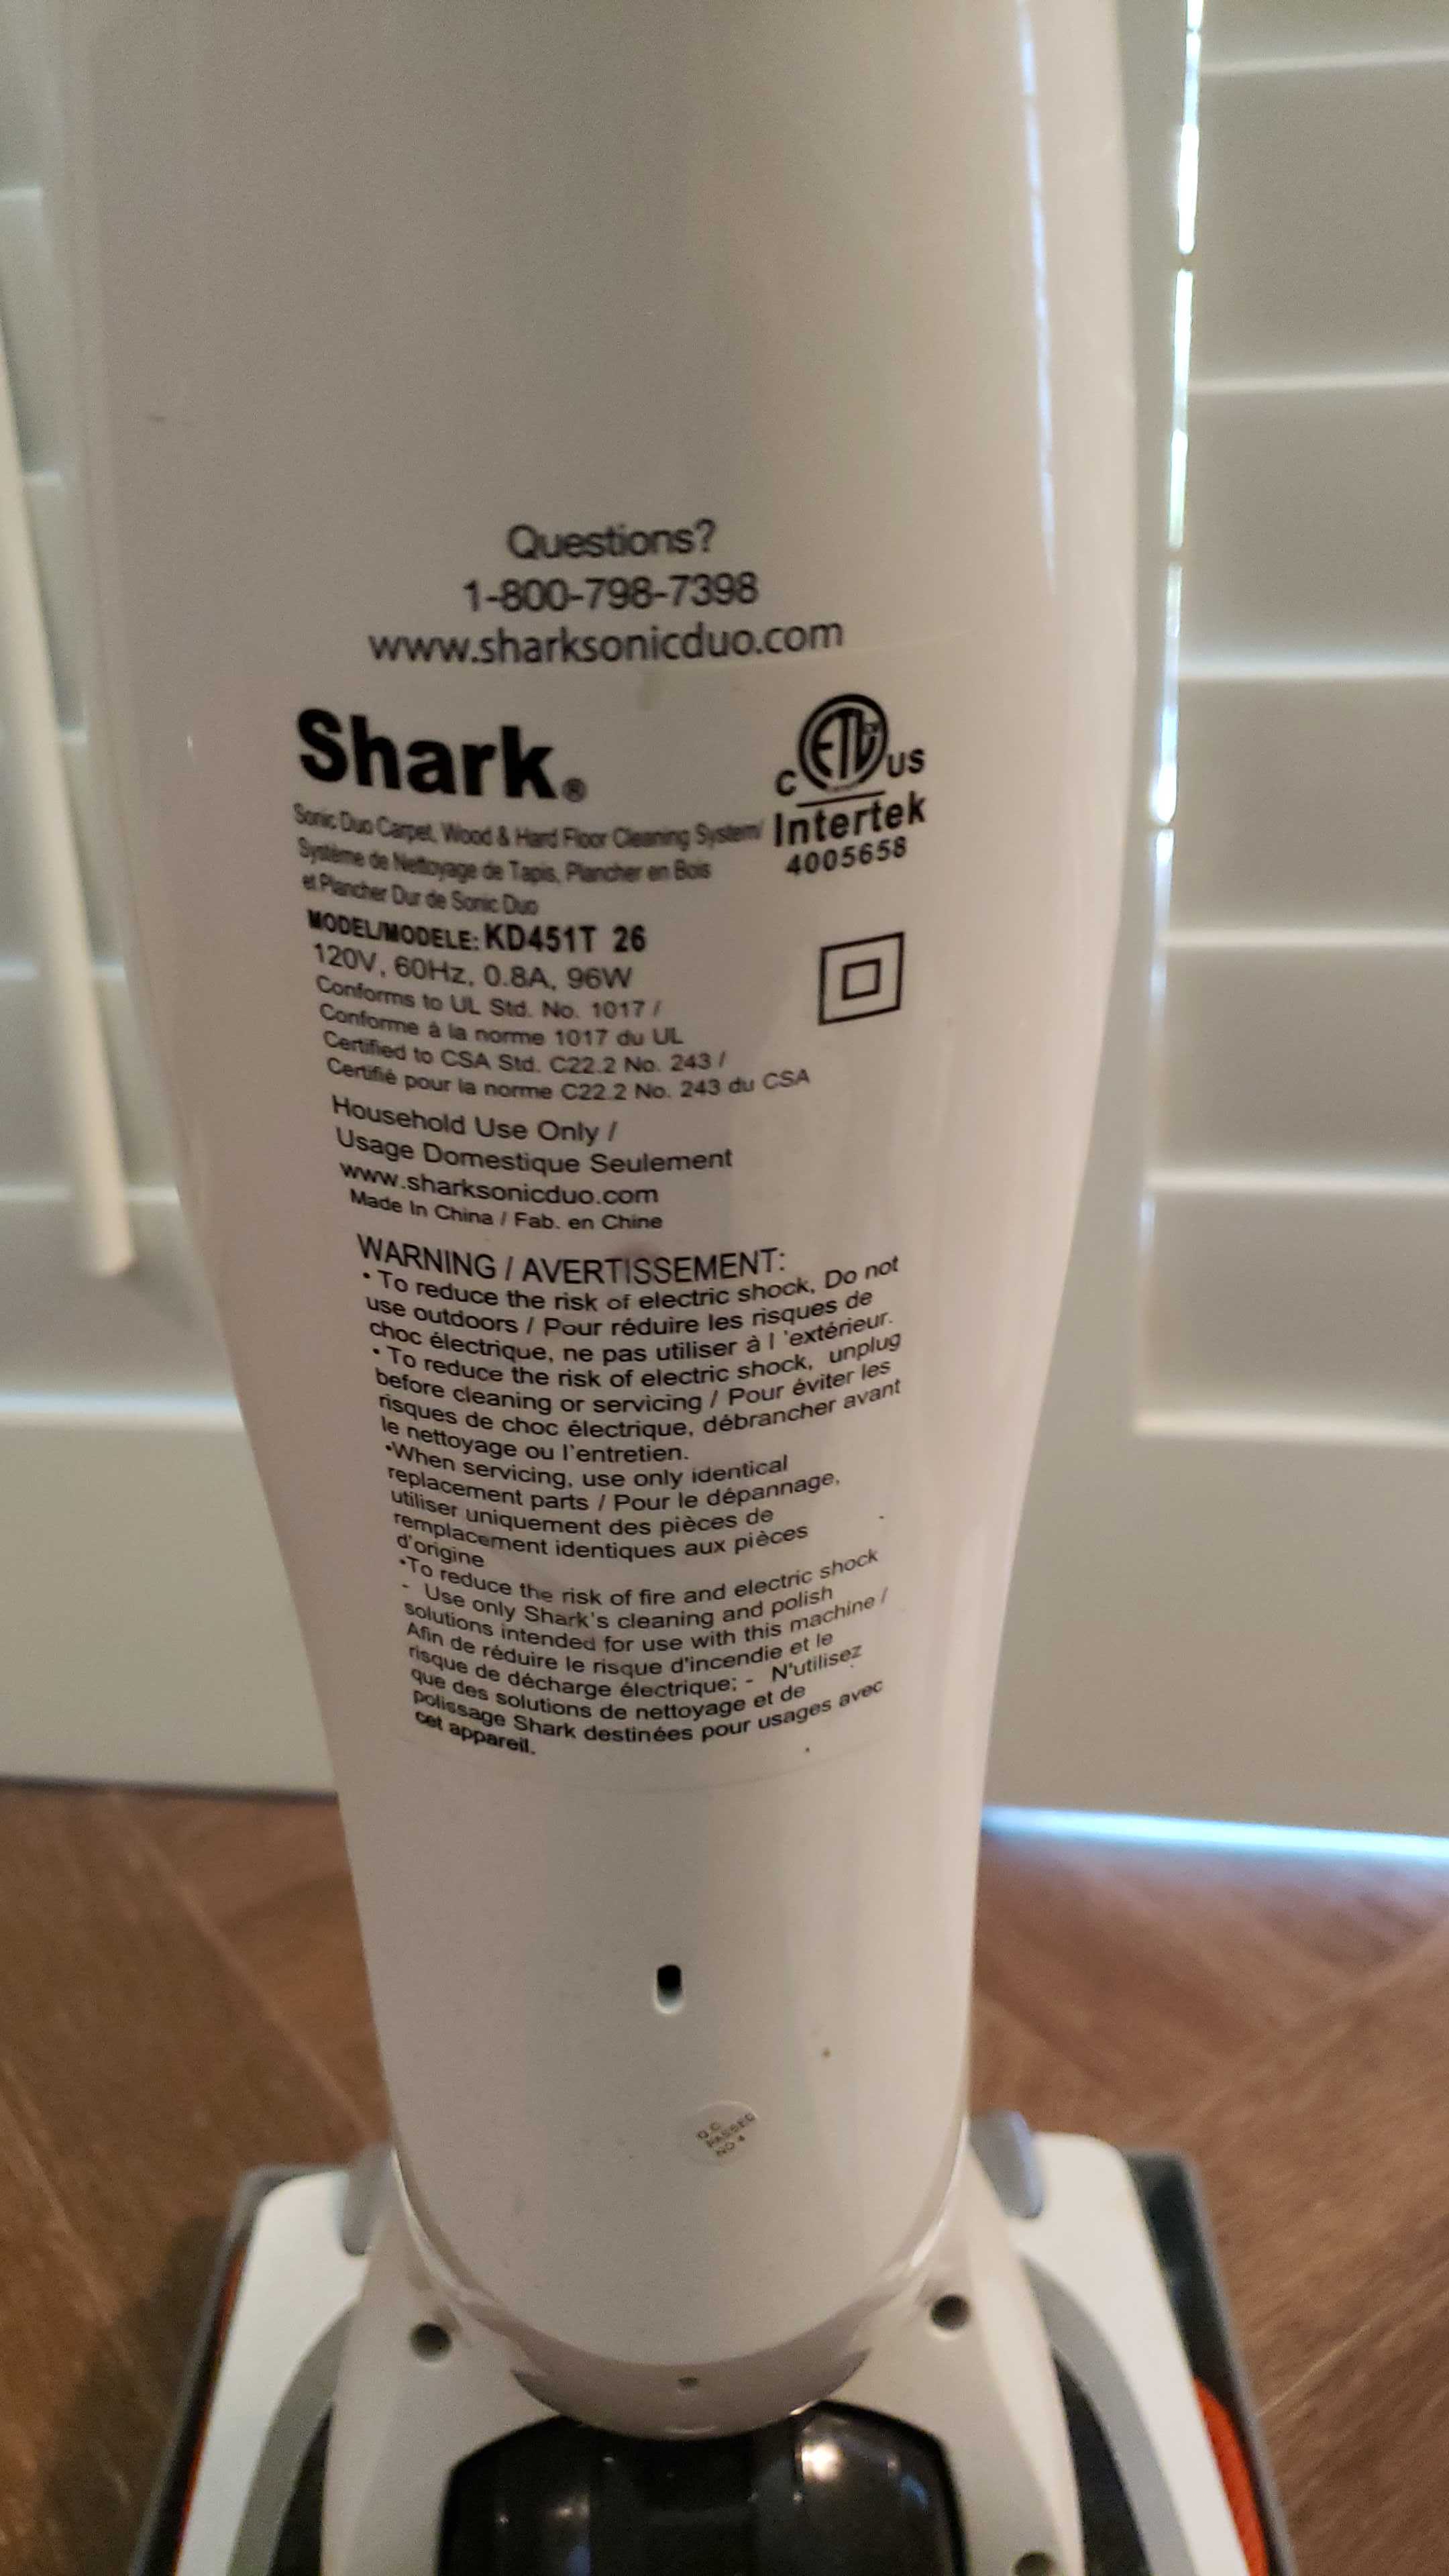 Questions?
1-800-798-7398
www.sharksonicduo.com
Shark®
Sonic Duo Carpet, Wood & Hard Floor Cleaning System/
Système de Nettoyage de Tapis, Plancher en Bois
et Plancher Dur de Sonic Duo
C ETL US
Intertek
4005658
MODEL/MODELE: KD451T 26
120V, 60Hz, 0.8A, 96W
Conforms to UL Std. No. 1017 /
Conforme à la norme 1017 du UL
Certified to CSA Std. C22.2 No. 243 /
Certifié pour la norme C22.2 No. 243 du CSA
Household Use Only /
Usage Domestique Seulement
www.sharksonicduo.com
Made In China / Fab. en Chine
WARNING / AVERTISSEMENT:
• To reduce the risk of electric shock, Do not
use outdoors / Pour réduire les risques de
choc électrique, ne pas utiliser à l 'extérieur.
• To reduce the risk of electric shock, unplug
before cleaning or servicing / Pour éviter les
risques de choc électrique, débrancher avant
le nettoyage ou l'entretien.
•When servicing, use only identical
replacement parts / Pour le dépannage,
utiliser uniquement des pièces de
remplacement identiques aux pièces
d'origine
•To reduce the risk of fire and electric shock
- Use only Shark's cleaning and polish
solutions intended for use with this machine /
Afin de réduire le risque d'incendie et le
risque de décharge électrique; - N'utilisez
que des solutions de nettoyage et de
polissage Shark destinées pour usages avec
cet appareil.
Q.C.
PASSED
NO 4